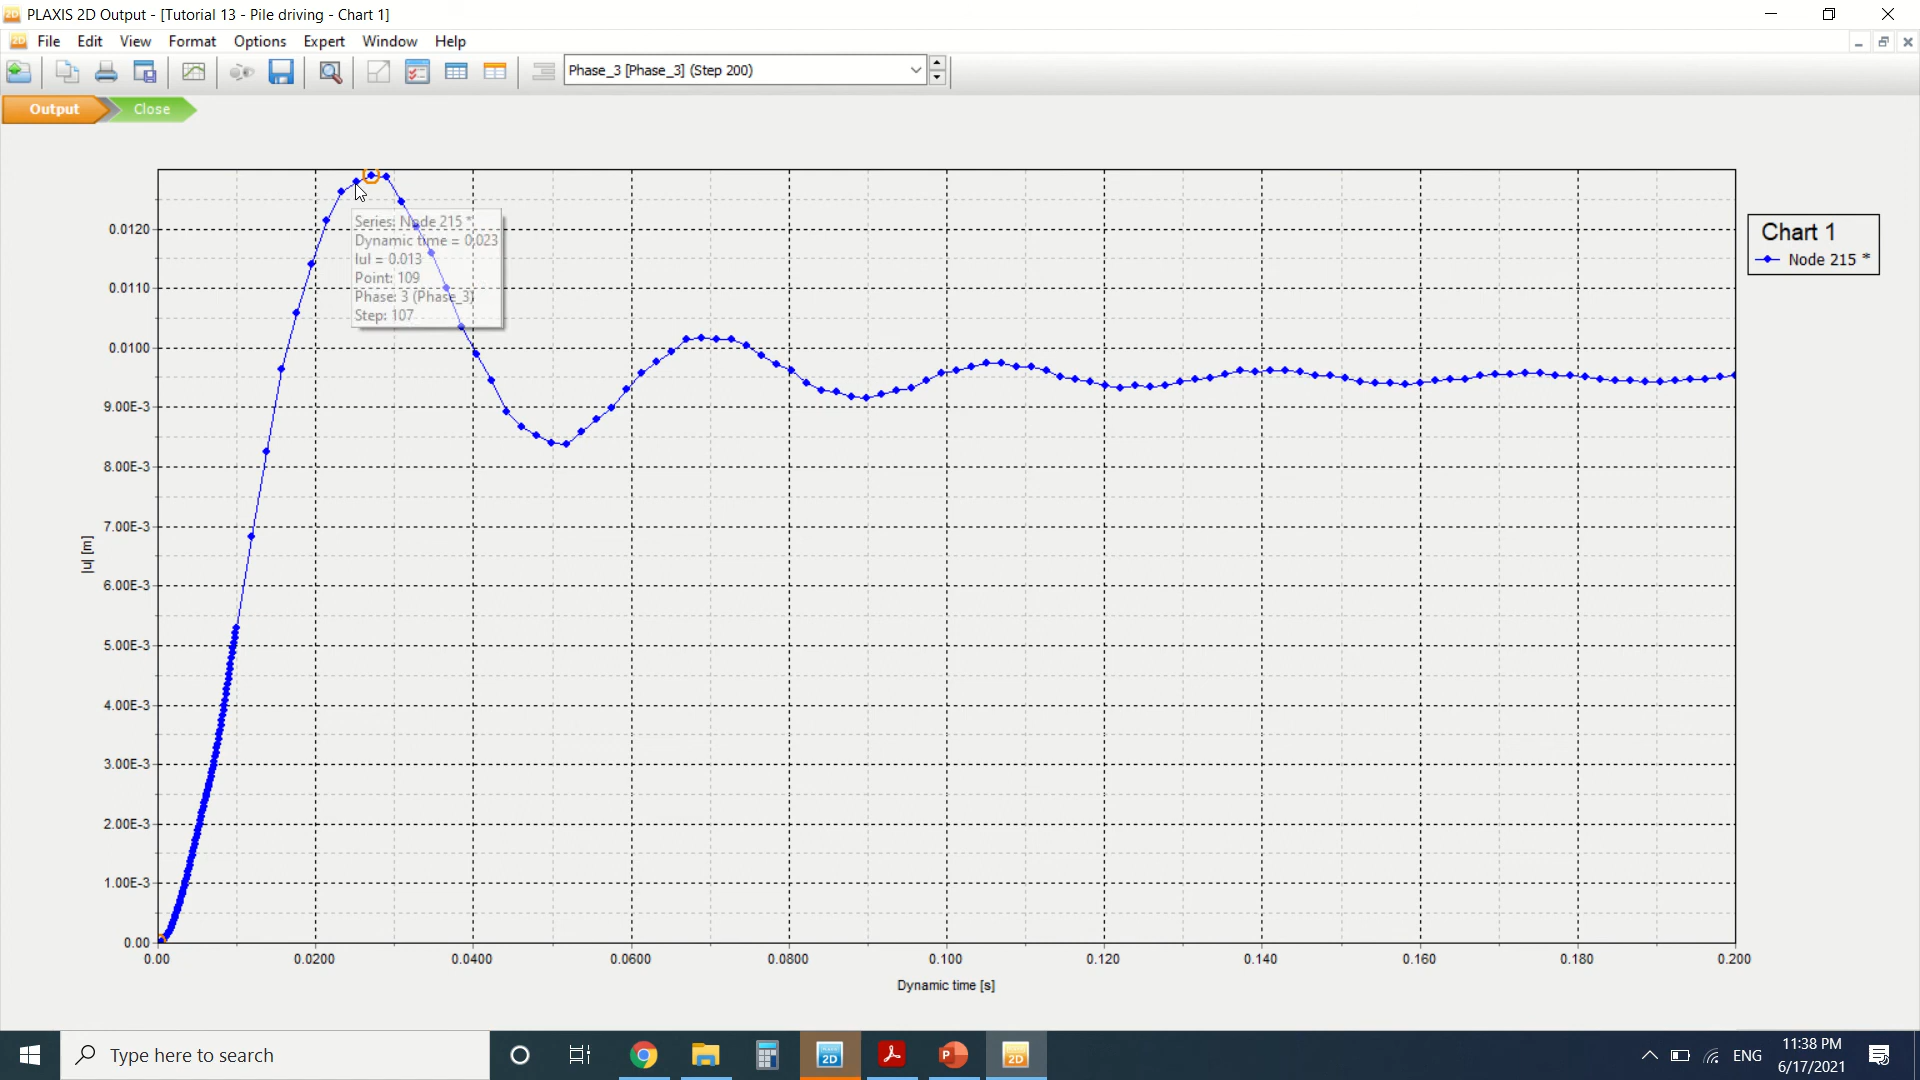 PLAXIS 2D Output - [Tutorial 13 - Pile driving - Chart 1]
File Edit View Format Options Expert Window Help
Phase_3 [Phase_3] (Step 200)
Output Close
Chart 1
Node 215 *
Series: Node 215 *
Dynamic time = 0.023
|u| = 0.013
Point: 109
Phase: 3 (Phase_3)
Step: 107
0.0120
0.0110
0.0100
9.00E-3
8.00E-3
7.00E-3
6.00E-3
5.00E-3
4.00E-3
3.00E-3
2.00E-3
1.00E-3
0.00
|u| [m]
0.00 0.0200 0.0400 0.0600 0.0800 0.100 0.120 0.140 0.160 0.180 0.200
Dynamic time [s]
Type here to search
2D
P
2D
ENG
11:38 PM
6/17/2021